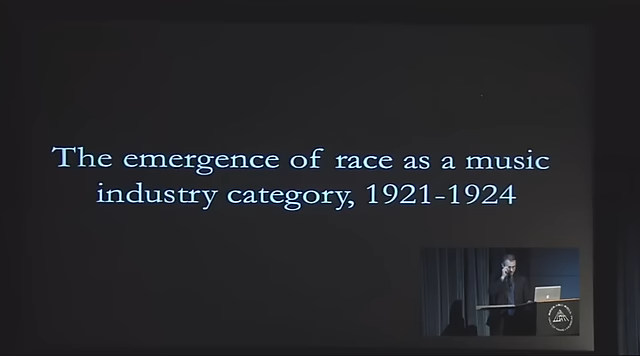 The emergence of race as a music
industry category, 1921-1924